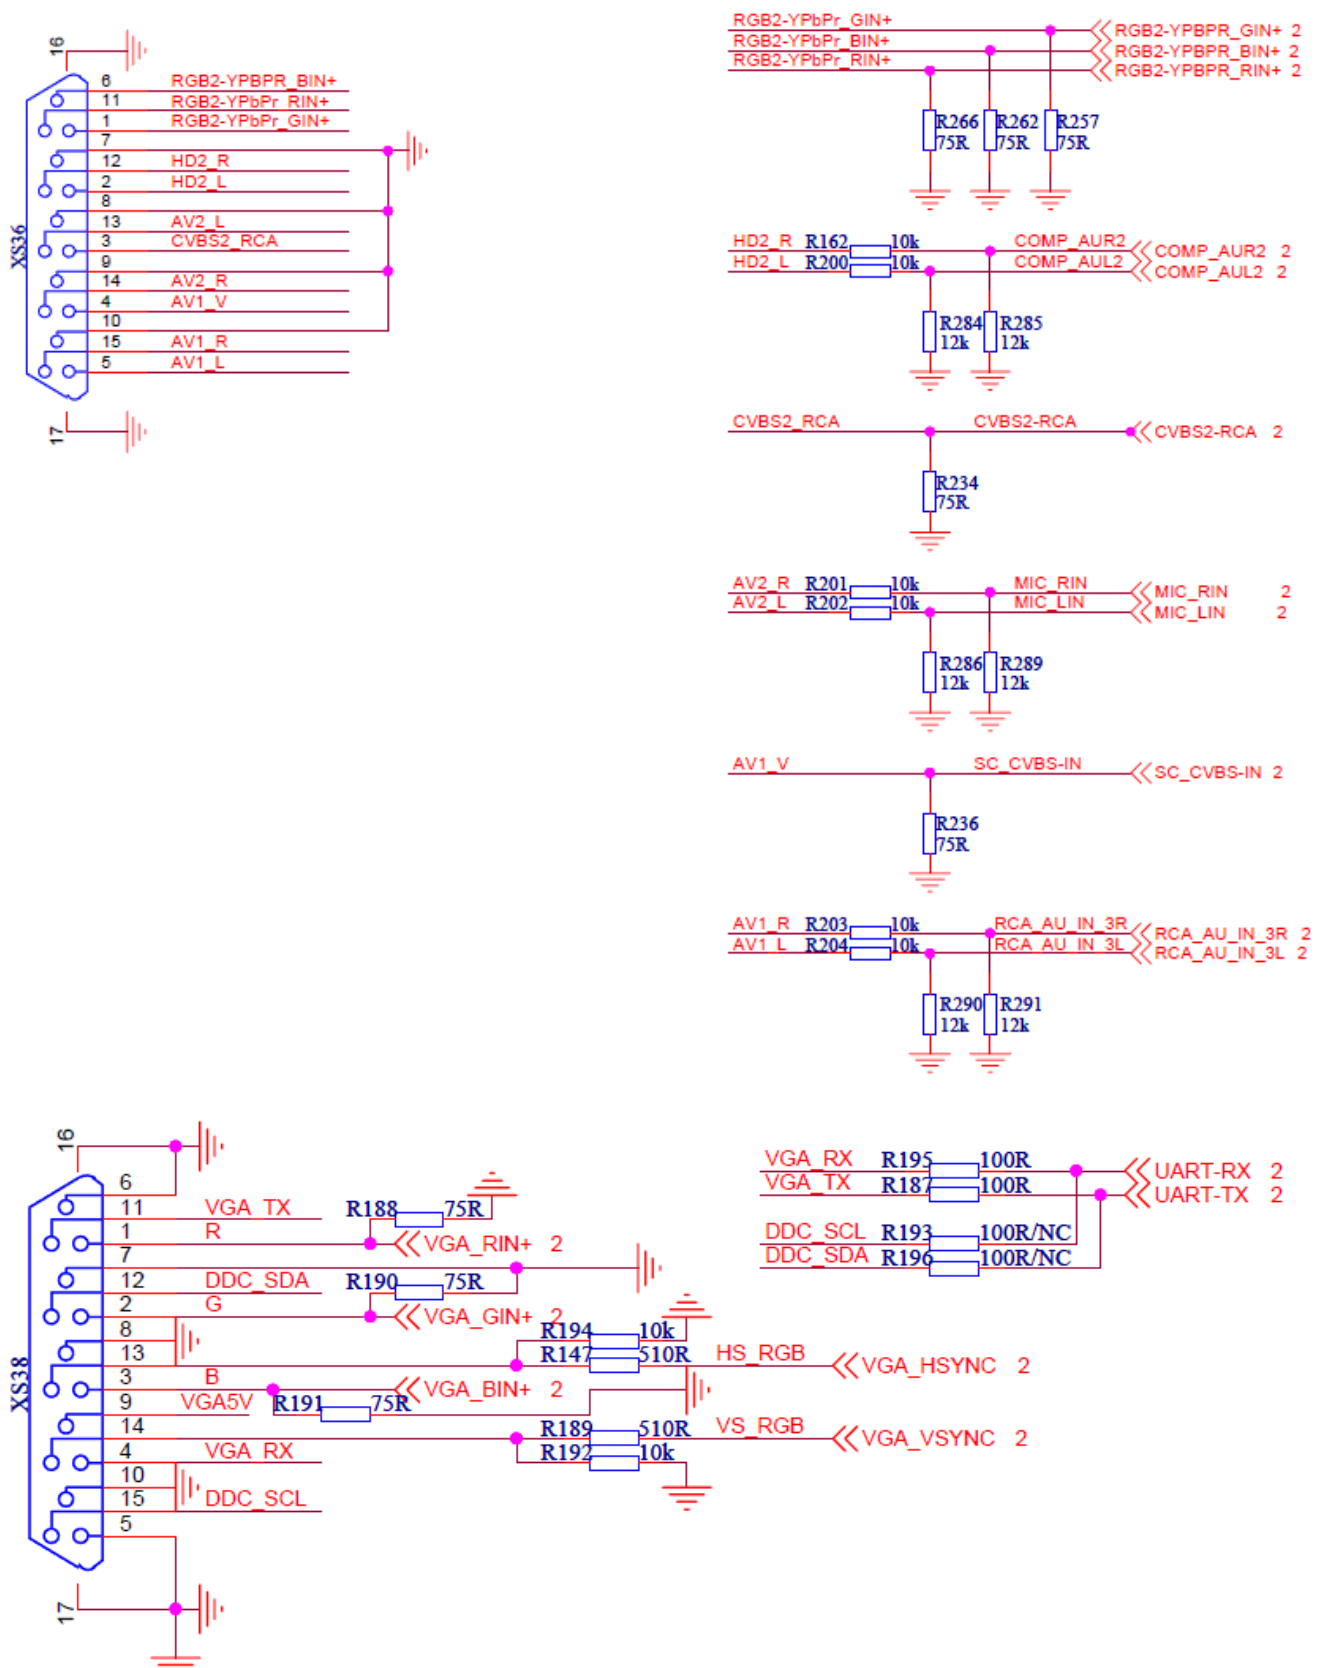 16
6 RGB2-YPBPR_BIN+
11 RGB2-YPbPr_RIN+
1 RGB2-YPbPr_GIN+
7
12 HD2_R
2 HD2_L
8
13 AV2_L
3 CVBS2_RCA
9
14 AV2_R
4 AV1_V
10
15 AV1_R
5 AV1_L
17
XS36
RGB2-YPbPr_GIN+ RGB2-YPBPR_GIN+ 2
RGB2-YPbPr_BIN+ RGB2-YPBPR_BIN+ 2
RGB2-YPbPr_RIN+ RGB2-YPBPR_RIN+ 2
R266 R262 R257
75R 75R 75R
HD2_R R162 10k COMP_AUR2 COMP_AUR2 2
HD2_L R200 10k COMP_AUL2 COMP_AUL2 2
R284 R285
12k 12k
CVBS2_RCA CVBS2-RCA CVBS2-RCA 2
R234
75R
AV2_R R201 10k MIC_RIN MIC_RIN 2
AV2_L R202 10k MIC_LIN MIC_LIN 2
R286 R289
12k 12k
AV1_V SC_CVBS-IN SC_CVBS-IN 2
R236
75R
AV1_R R203 10k RCA_AU_IN_3R RCA_AU_IN_3R 2
AV1_L R204 10k RCA_AU_IN_3L RCA_AU_IN_3L 2
R290 R291
12k 12k
16
6
11 VGA_TX R188 75R
1 R VGA_RIN+ 2
7
12 DDC_SDA R190 75R
2 G VGA_GIN+ 2
8 R194 10k
13 R147 510R HS_RGB VGA_HSYNC 2
3 B VGA_BIN+ 2
9 VGA5V R191 75R
14 R189 510R VS_RGB VGA_VSYNC 2
4 VGA_RX R192 10k
10
15 DDC_SCL
5
17
XS38
VGA_RX R195 100R UART-RX 2
VGA_TX R187 100R UART-TX 2
DDC_SCL R193 100R/NC
DDC_SDA R196 100R/NC